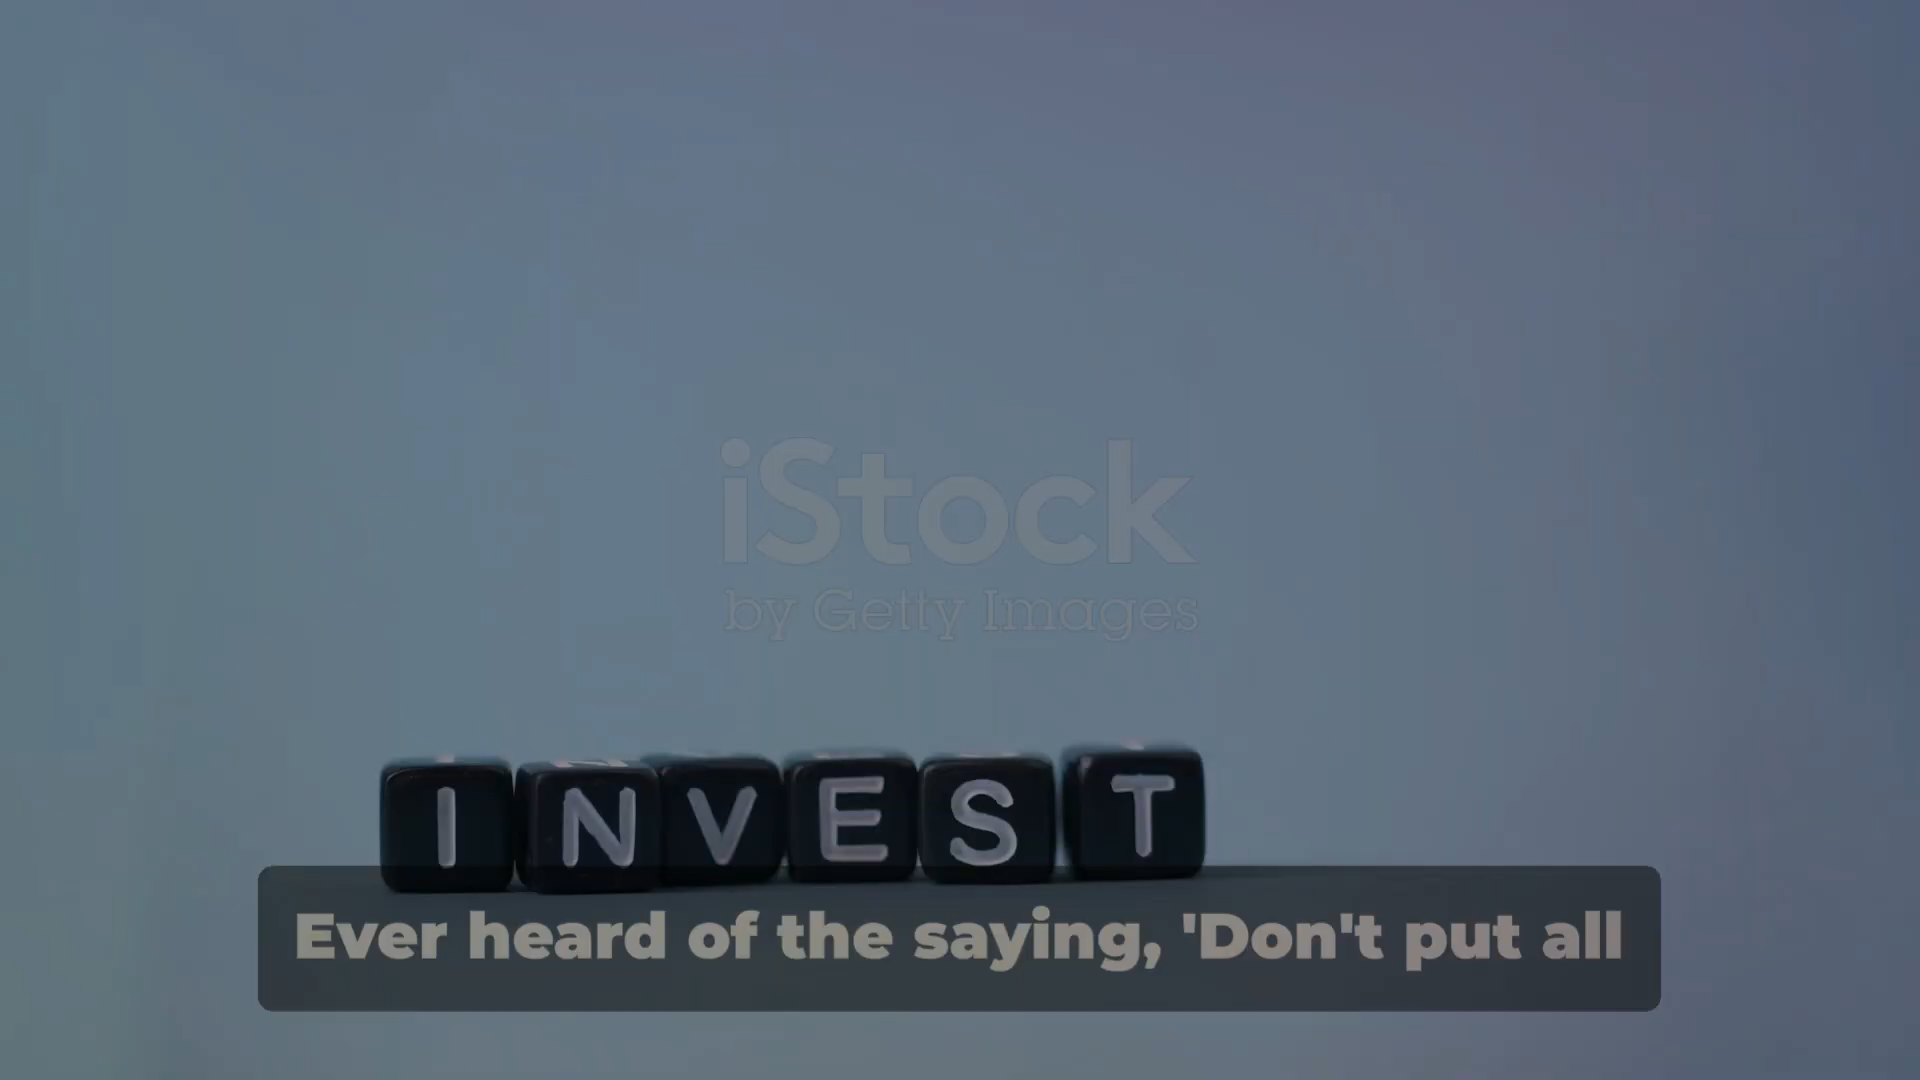 iStock
by Getty Images
INVEST
Ever heard of the saying, 'Don't put all